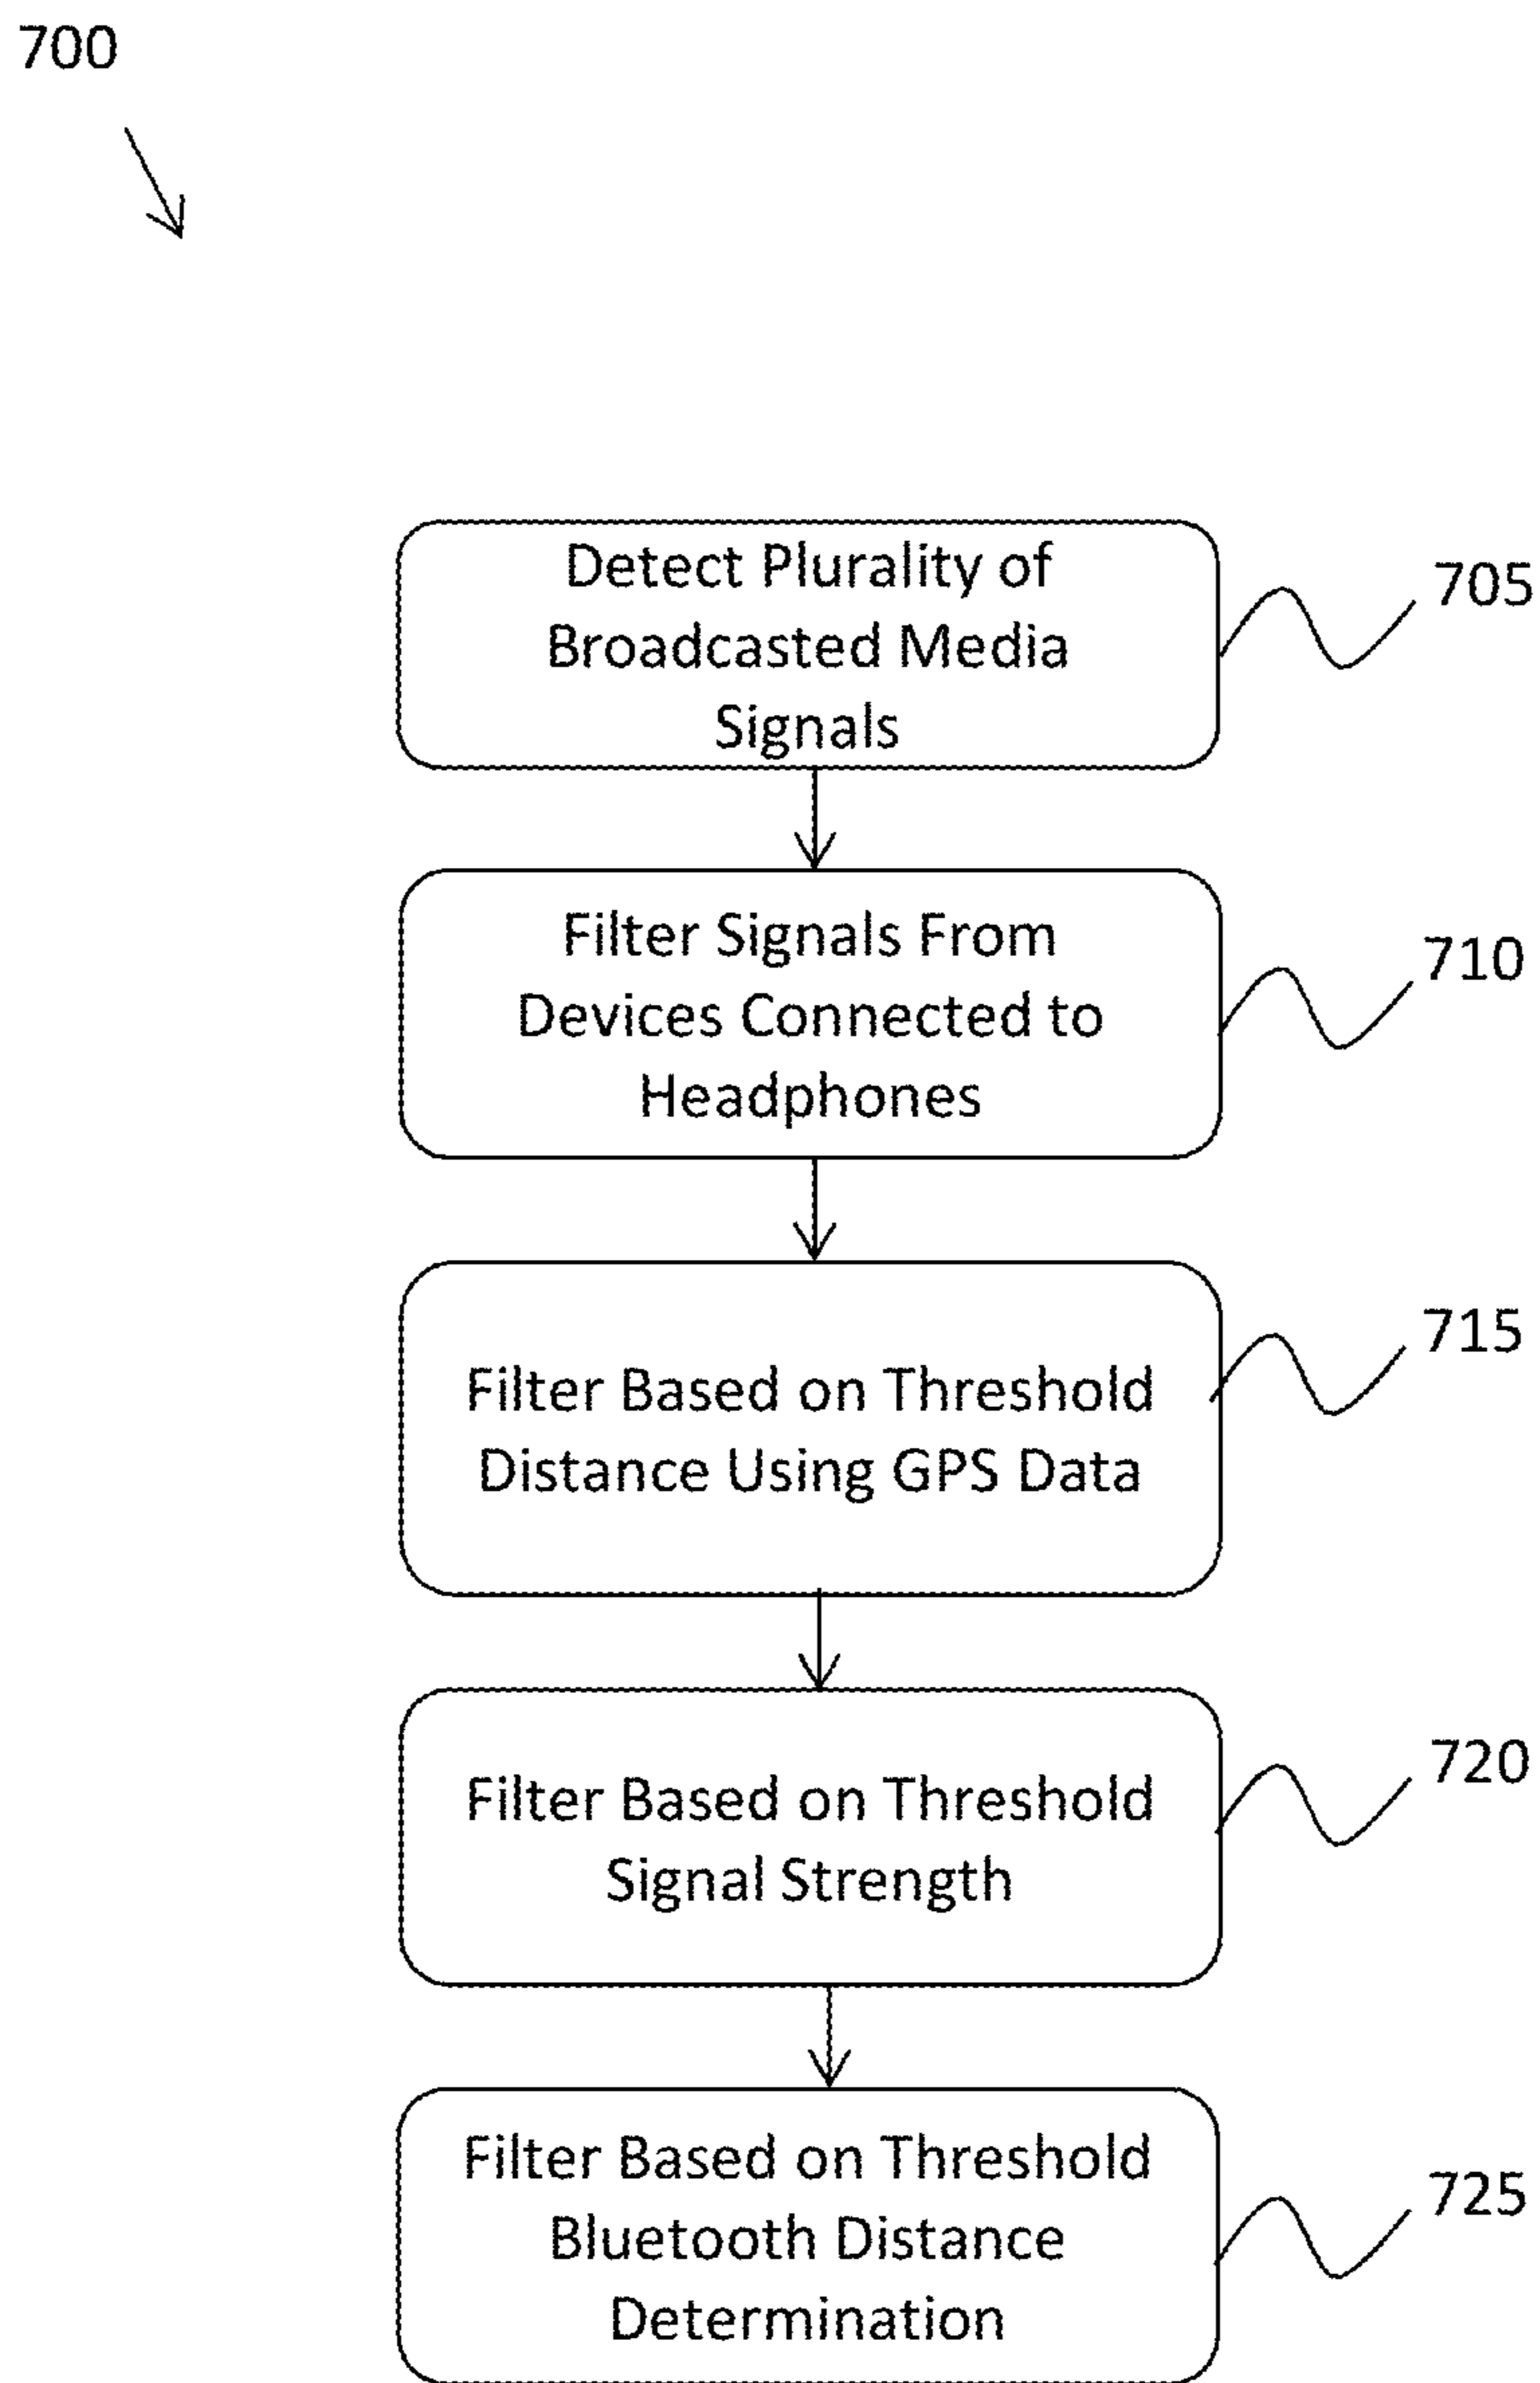 700
Detect Plurality of
Broadcasted Media
Signals
705
Filter Signals From
Devices Connected to
Headphones
710
Filter Based on Threshold
Distance Using GPS Data
715
Filter Based on Threshold
Signal Strength
720
Filter Based on Threshold
Bluetooth Distance
Determination
725